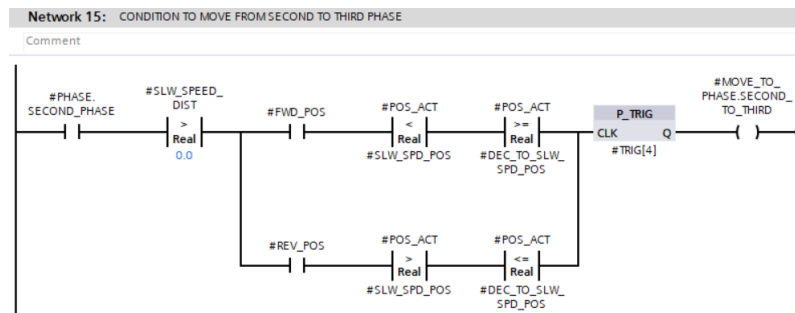 Network 15: CONDITION TO MOVE FROM SECOND TO THIRD PHASE
Comment
#PHASE.
SECOND_PHASE
#SLW_SPEED_
DIST
>
Real
0.0
#FWD_POS
#POS_ACT
<
Real
#SLW_SPD_POS
#POS_ACT
>=
Real
#DEC_TO_SLW_
SPD_POS
P_TRIG
CLK Q
#TRIG[4]
#MOVE_TO_
PHASE.SECOND_
TO_THIRD
#REV_POS
#POS_ACT
>
Real
#SLW_SPD_POS
#POS_ACT
<=
Real
#DEC_TO_SLW_
SPD_POS